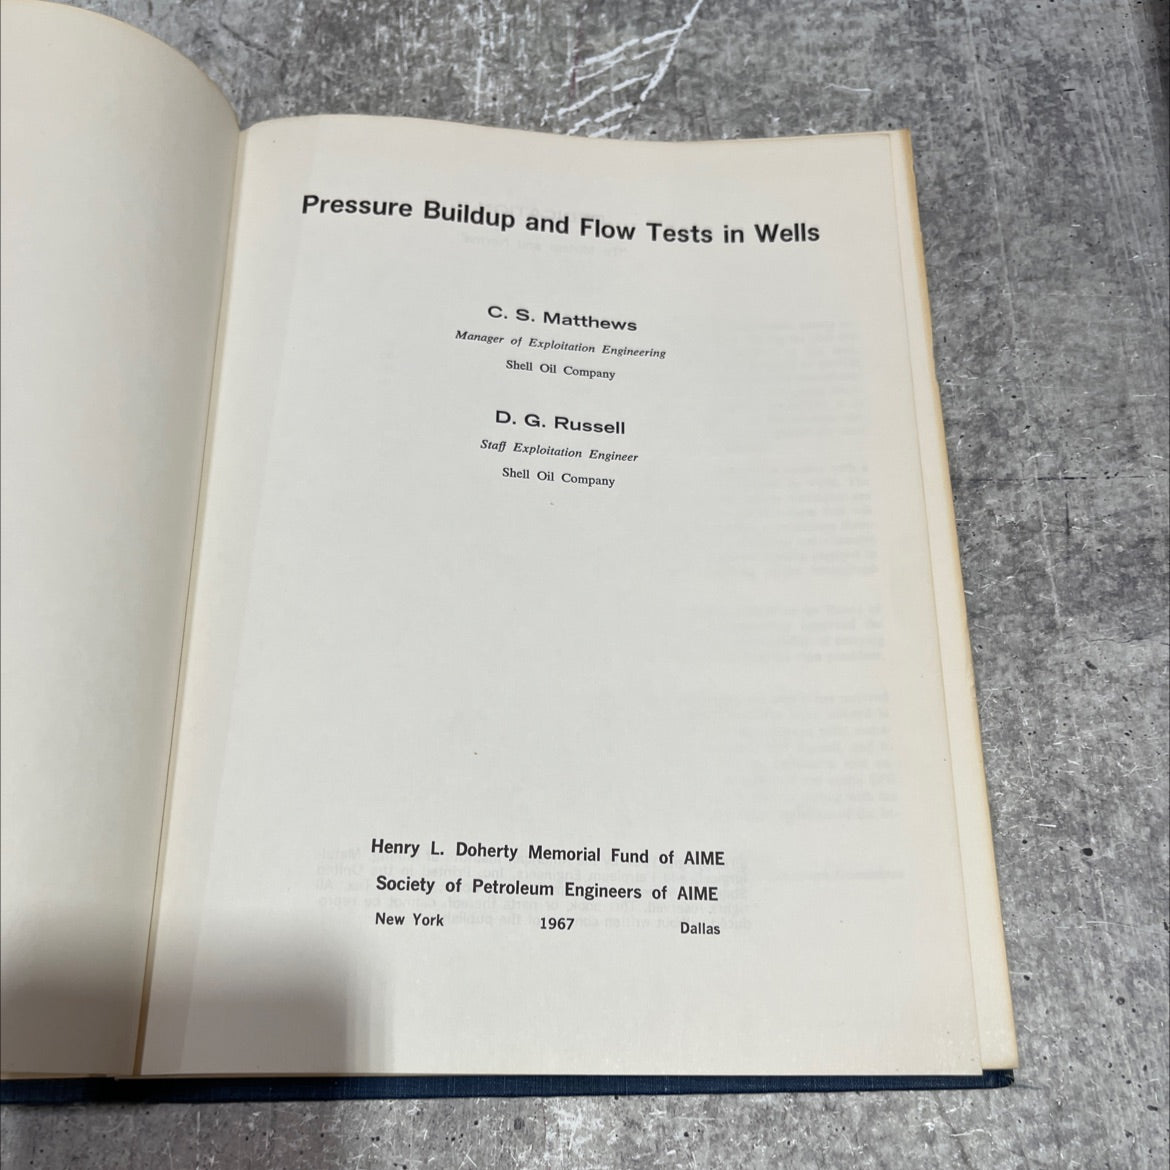 Pressure Buildup and Flow Tests in Wells
C. S. Matthews
Manager of Exploitation Engineering
Shell Oil Company
D. G. Russell
Staff Exploitation Engineer
Shell Oil Company
Henry L. Doherty Memorial Fund of AIME
Society of Petroleum Engineers of AIME
New York 1967 Dallas